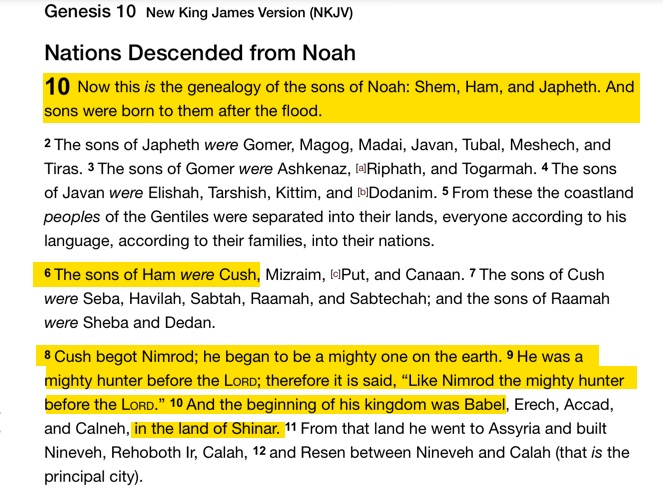 Genesis 10 New King James Version (NKJV)
Nations Descended from Noah
10 Now this is the genealogy of the sons of Noah: Shem, Ham, and Japheth. And
sons were born to them after the flood.
2 The sons of Japheth were Gomer, Magog, Madai, Javan, Tubal, Meshech, and
Tiras. 3 The sons of Gomer were Ashkenaz, [a]Riphath, and Togarmah. 4 The sons
of Javan were Elishah, Tarshish, Kittim, and [b]Dodanim. 5 From these the coastland
peoples of the Gentiles were separated into their lands, everyone according to his
language, according to their families, into their nations.
6 The sons of Ham were Cush, Mizraim, [c]Put, and Canaan. 7 The sons of Cush
were Seba, Havilah, Sabtah, Raamah, and Sabtechah; and the sons of Raamah
were Sheba and Dedan.
8 Cush begot Nimrod; he began to be a mighty one on the earth. 9 He was a
mighty hunter before the LORD; therefore it is said, “Like Nimrod the mighty hunter
before the LORD.” 10 And the beginning of his kingdom was Babel, Erech, Accad,
and Calneh, in the land of Shinar. 11 From that land he went to Assyria and built
Nineveh, Rehoboth Ir, Calah, 12 and Resen between Nineveh and Calah (that is the
principal city).